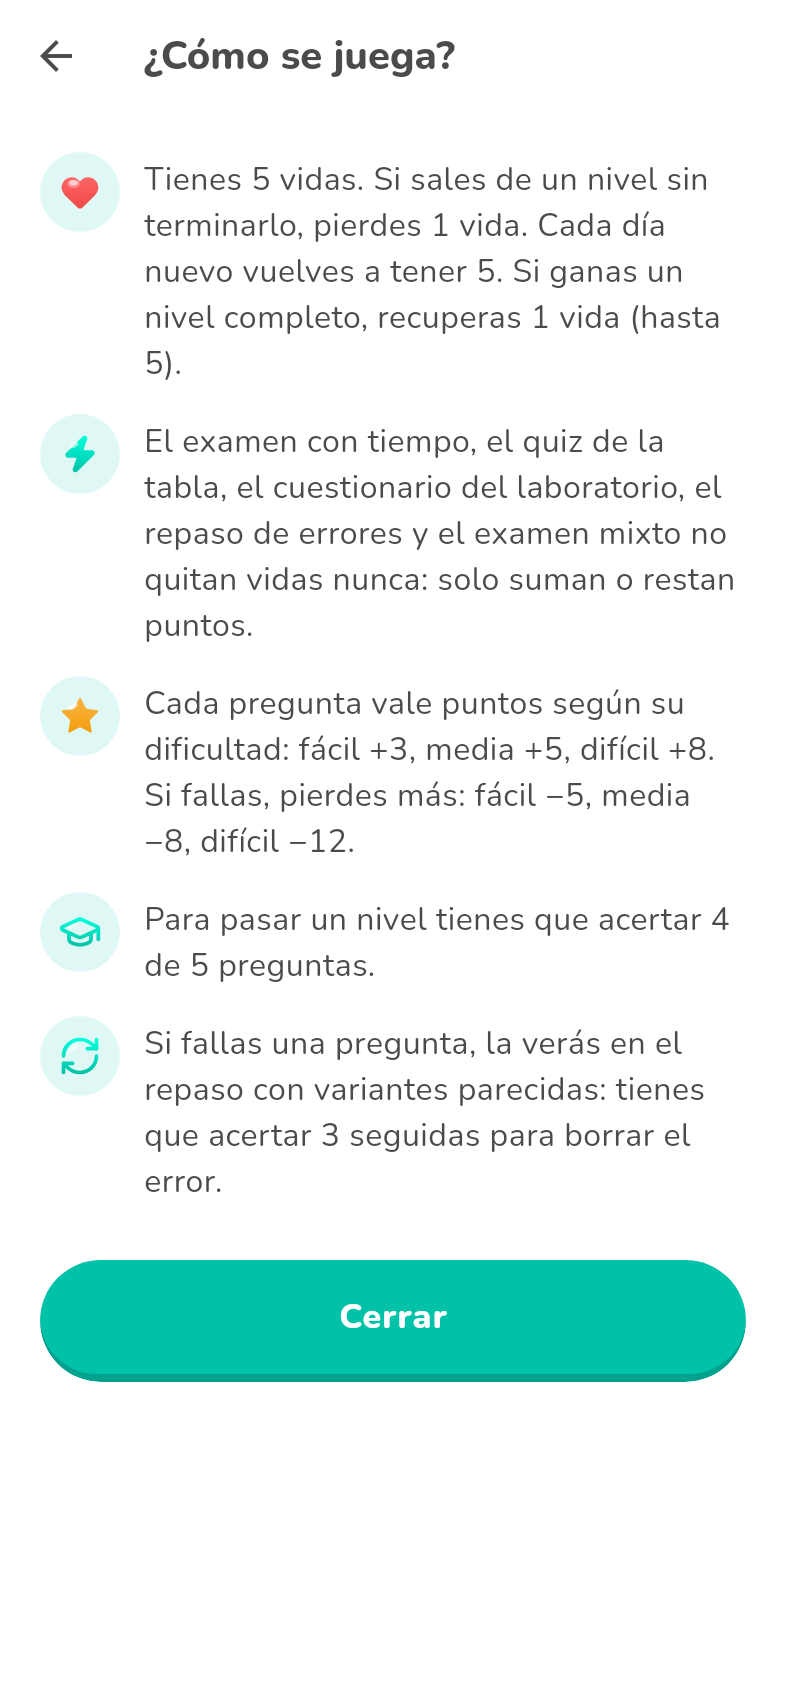 ¿Cómo se juega?
Tienes 5 vidas. Si sales de un nivel sin
terminarlo, pierdes 1 vida. Cada día
nuevo vuelves a tener 5. Si ganas un
nivel completo, recuperas 1 vida (hasta
5).
El examen con tiempo, el quiz de la
tabla, el cuestionario del laboratorio, el
repaso de errores y el examen mixto no
quitan vidas nunca: solo suman o restan
puntos.
Cada pregunta vale puntos según su
dificultad: fácil +3, media +5, difícil +8.
Si fallas, pierdes más: fácil −5, media
−8, difícil −12.
Para pasar un nivel tienes que acertar 4
de 5 preguntas.
Si fallas una pregunta, la verás en el
repaso con variantes parecidas: tienes
que acertar 3 seguidas para borrar el
error.
Cerrar